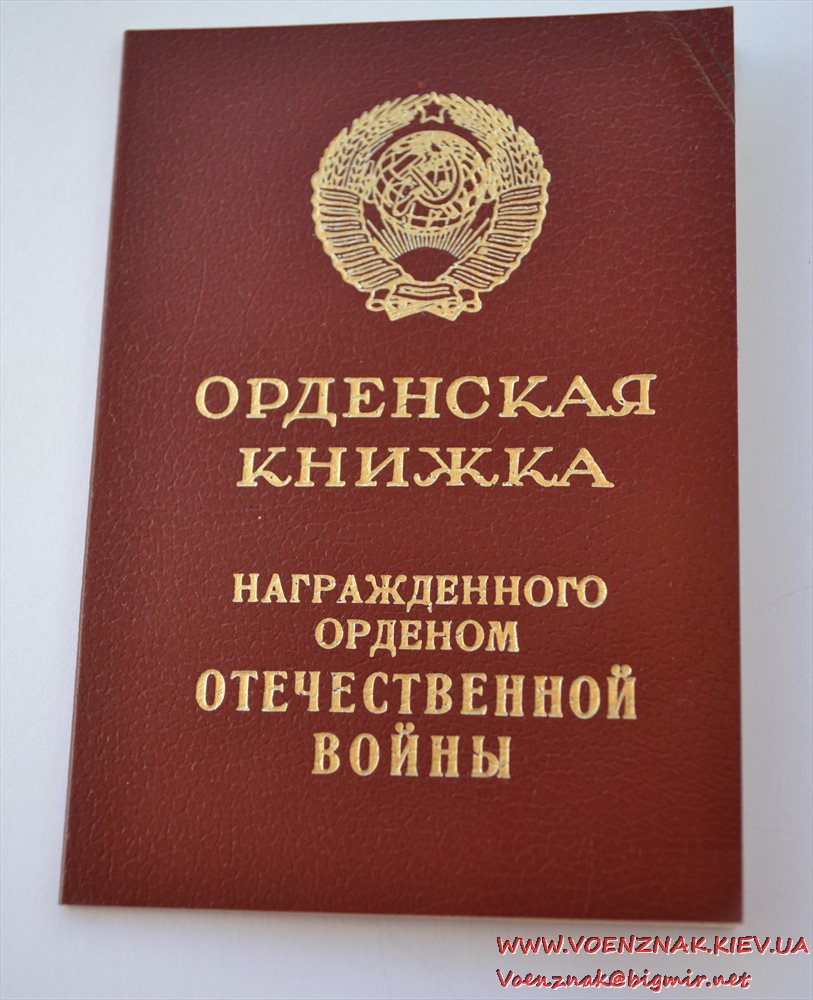 ОРДЕНСКАЯ
КНИЖКА
НАГРАЖДЕННОГО
ОРДЕНОМ
ОТЕЧЕСТВЕННОЙ
ВОЙНЫ
WWW.VOENZNAK.KIEV.UA
Voenznak@bigmir.net